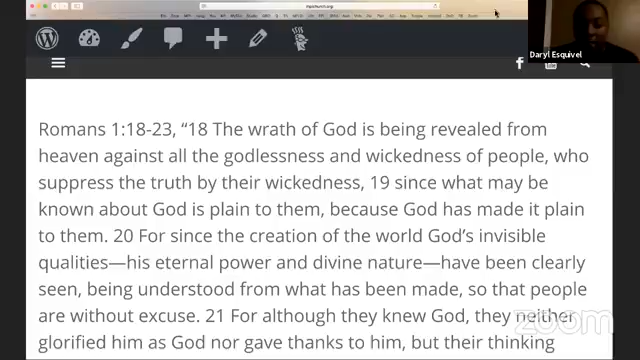 Daryl Esquivel
Romans 1:18-23, “18 The wrath of God is being revealed from
heaven against all the godlessness and wickedness of people, who
suppress the truth by their wickedness, 19 since what may be
known about God is plain to them, because God has made it plain
to them. 20 For since the creation of the world God’s invisible
qualities—his eternal power and divine nature—have been clearly
seen, being understood from what has been made, so that people
are without excuse. 21 For although they knew God, they neither
glorified him as God nor gave thanks to him, but their thinking
zoom